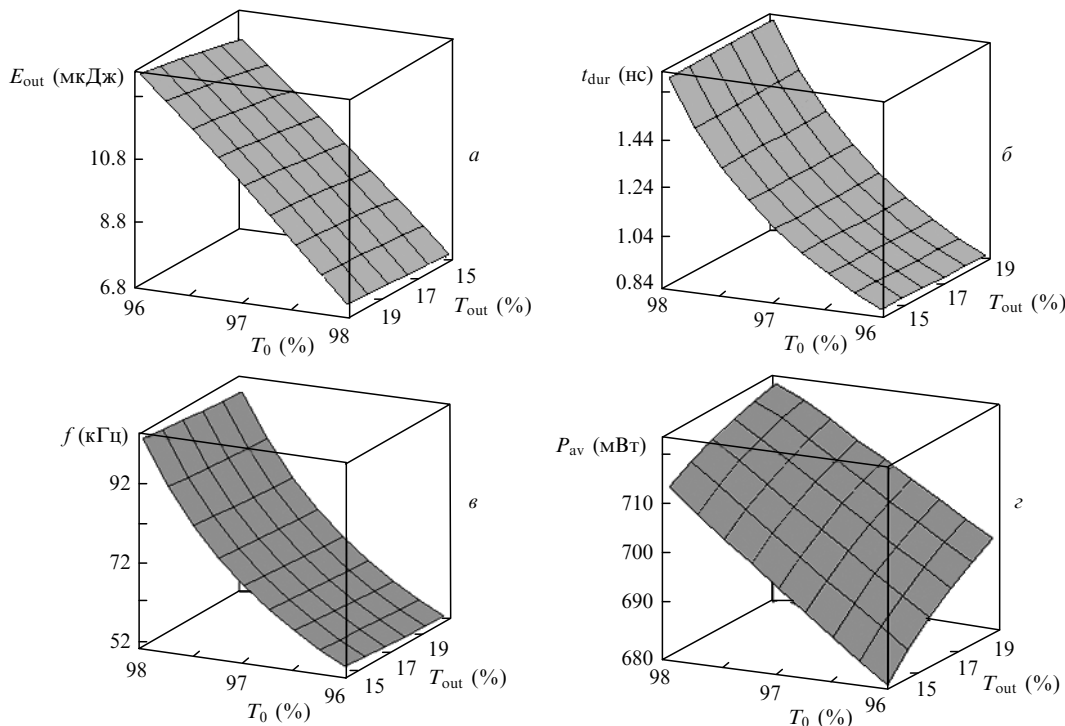 E_out (мкДж)
10.8
8.8
6.8
96
97
98
T_0 (%)
19
17
15
T_out (%)
а
t_dur (нс)
1.44
1.24
1.04
0.84
98
97
96
T_0 (%)
15
17
19
T_out (%)
б
f (кГц)
92
72
52
98
97
96
T_0 (%)
15
17
19
T_out (%)
в
P_av (мВт)
710
700
690
680
98
97
96
T_0 (%)
15
17
19
T_out (%)
г